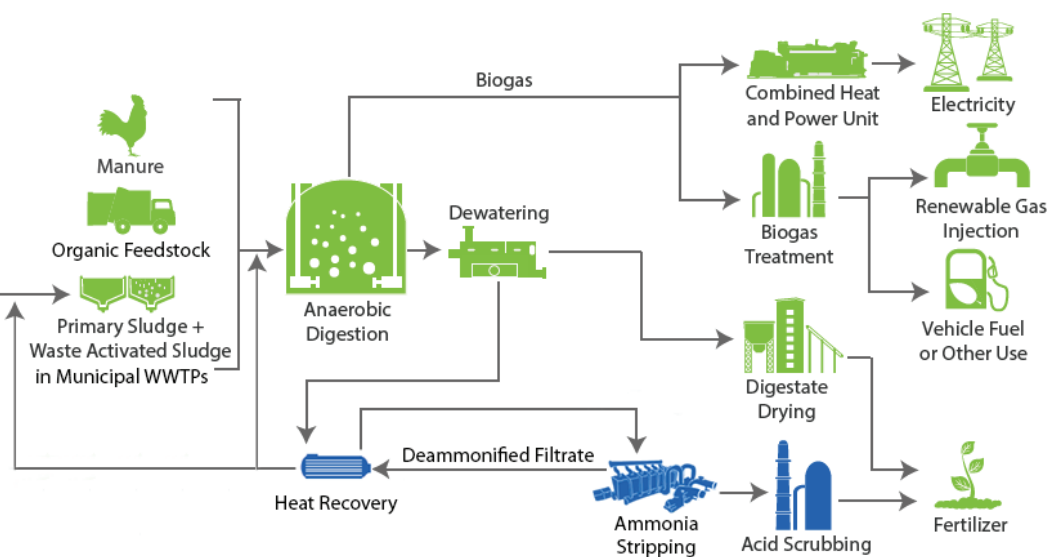 Biogas
Combined Heat
and Power Unit
Electricity
Manure
Organic Feedstock
Primary Sludge +
Waste Activated Sludge
in Municipal WWTPs
Anaerobic
Digestion
Dewatering
Biogas
Treatment
Renewable Gas
Injection
Vehicle Fuel
or Other Use
Digestate
Drying
Deammonified Filtrate
Heat Recovery
Ammonia
Stripping
Acid Scrubbing
Fertilizer